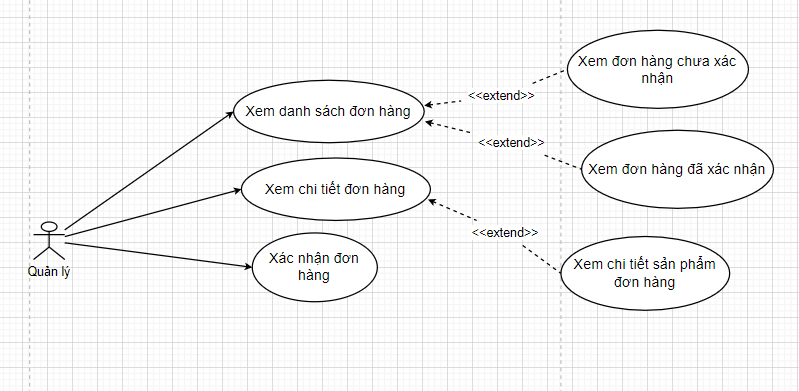 Xem đơn hàng chưa xác
nhận
<<extend>>
Xem danh sách đơn hàng
<<extend>>
Xem đơn hàng đã xác nhận
Xem chi tiết đơn hàng
<<extend>>
Xác nhận đơn
hàng
Xem chi tiết sản phẩm
đơn hàng
Quản lý